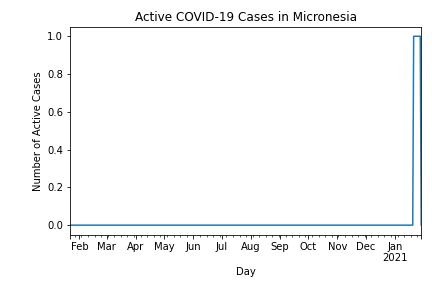 Active COVID-19 Cases in Micronesia
Number of Active Cases
1.0
0.8
0.6
0.4
0.2
0.0
Feb Mar Apr May Jun Jul Aug Sep Oct Nov Dec Jan
2021
Day